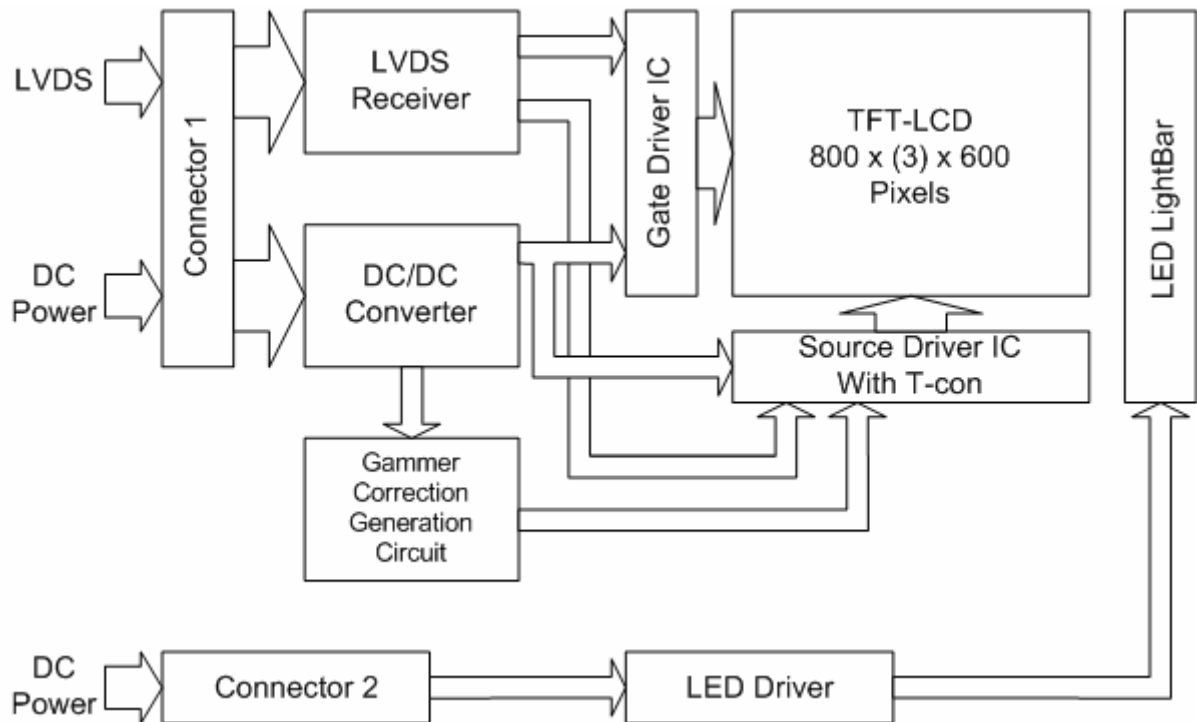 LVDS
Connector 1
LVDS
Receiver
Gate Driver IC
TFT-LCD
800 x (3) x 600
Pixels
LED LightBar
DC
Power
DC/DC
Converter
Source Driver IC
With T-con
Gammer
Correction
Generation
Circuit
DC
Power
Connector 2
LED Driver